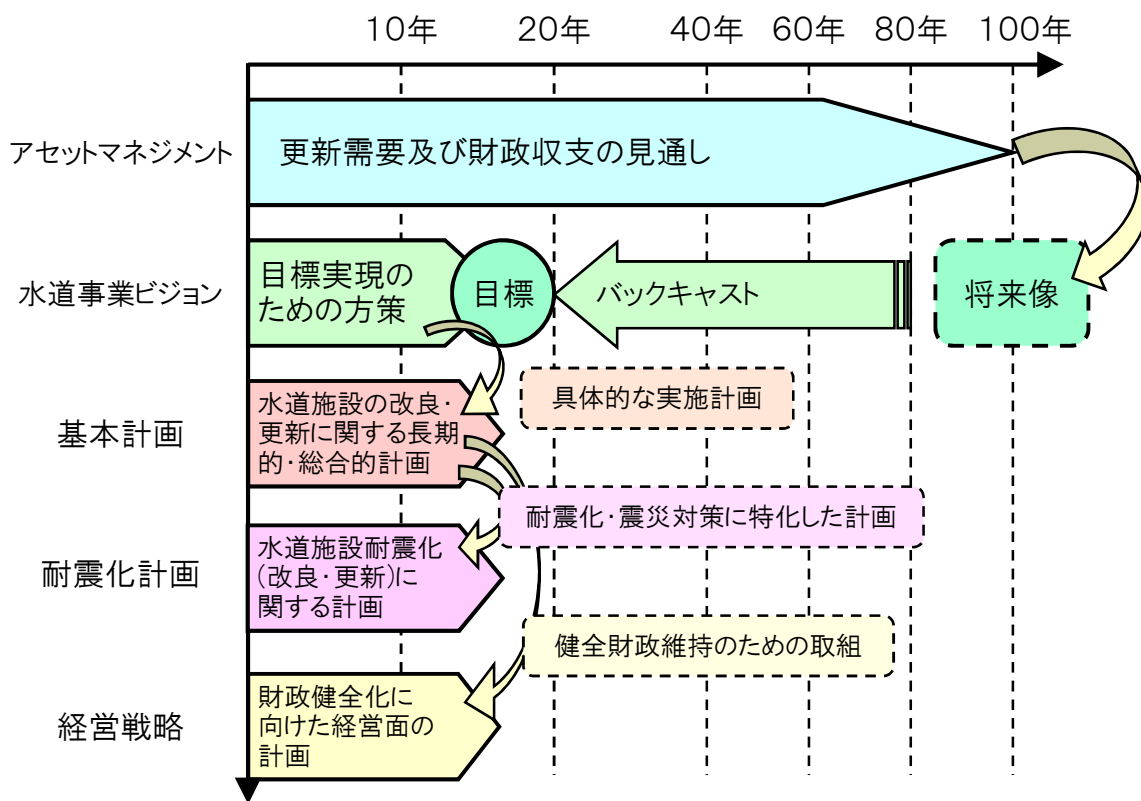 10年 20年 40年 60年 80年 100年
アセットマネジメント
更新需要及び財政収支の見通し
水道事業ビジョン
目標実現の
ための方策
目標
バックキャスト
将来像
具体的な実施計画
基本計画
水道施設の改良・
更新に関する長期
的・総合的計画
耐震化・震災対策に特化した計画
耐震化計画
水道施設耐震化
(改良・更新)に
関する計画
健全財政維持のための取組
経営戦略
財政健全化に
向けた経営面の
計画